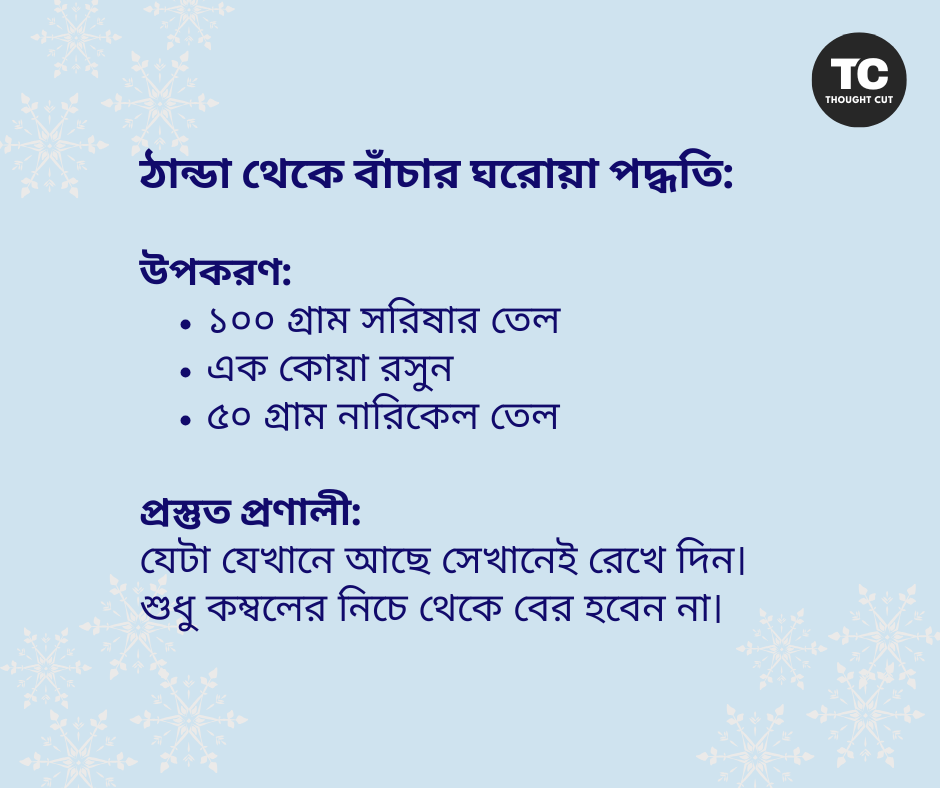 TC
THOUGHT CUT
ঠান্ডা থেকে বাঁচার ঘরোয়া পদ্ধতি:
উপকরণ:
• ১০০ গ্রাম সরিষার তেল
• এক কোয়া রসুন
• ৫০ গ্রাম নারিকেল তেল
প্রস্তুত প্রণালী:
যেটা যেখানে আছে সেখানেই রেখে দিন।
শুধু কম্বলের নিচে থেকে বের হবেন না।